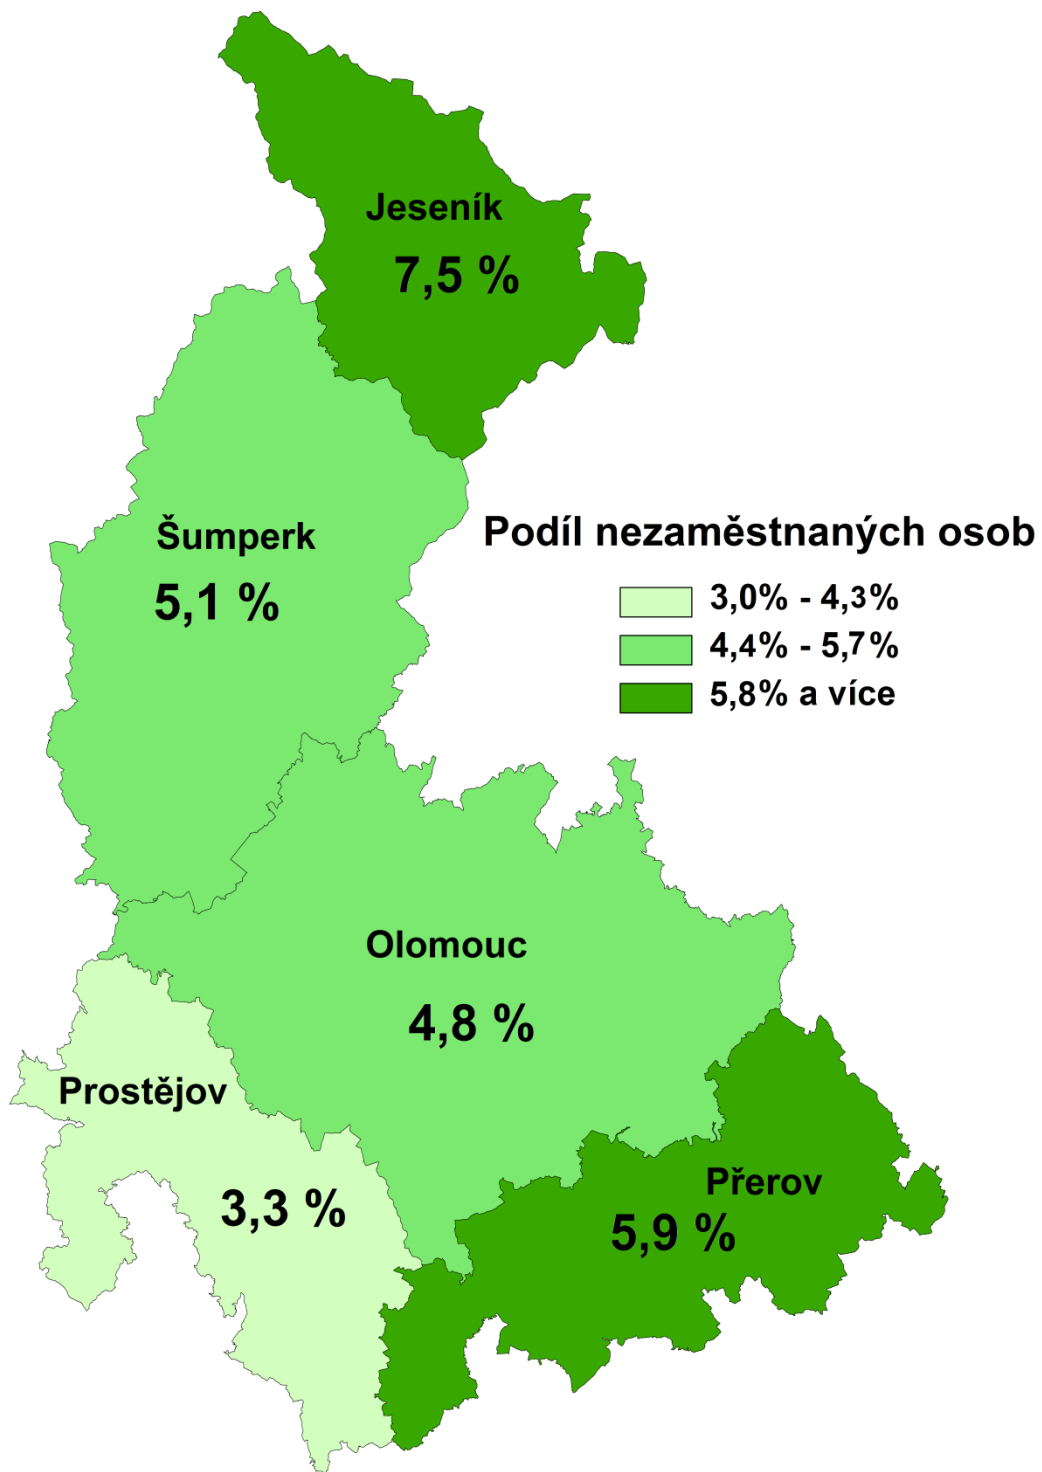 Jeseník
7,5 %
Šumperk
5,1 %
Podíl nezaměstnaných osob
3,0% - 4,3%
4,4% - 5,7%
5,8% a více
Olomouc
4,8 %
Prostějov
3,3 %
Přerov
5,9 %